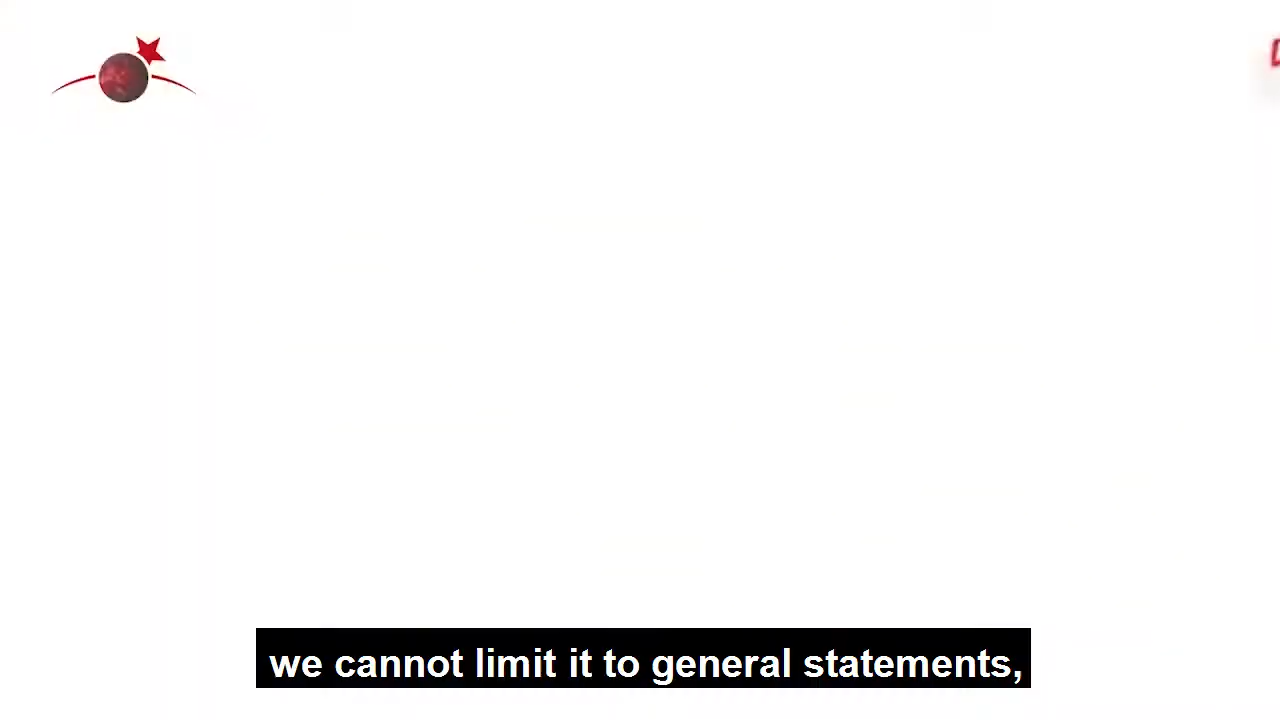 we cannot limit it to general statements,